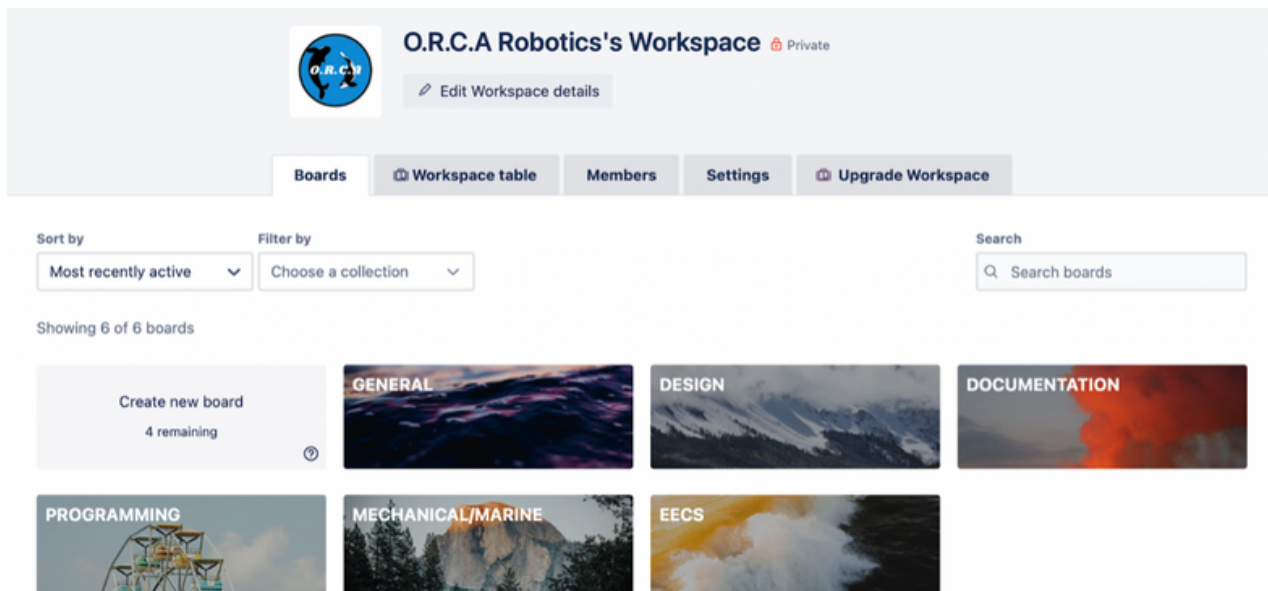 O.R.C.A Robotics's Workspace Private
O.R.C.A
Edit Workspace details
Boards Workspace table Members Settings Upgrade Workspace
Sort by Filter by Search
Most recently active Choose a collection Search boards
Showing 6 of 6 boards
Create new board
4 remaining
GENERAL DESIGN DOCUMENTATION
PROGRAMMING MECHANICAL/MARINE EECS